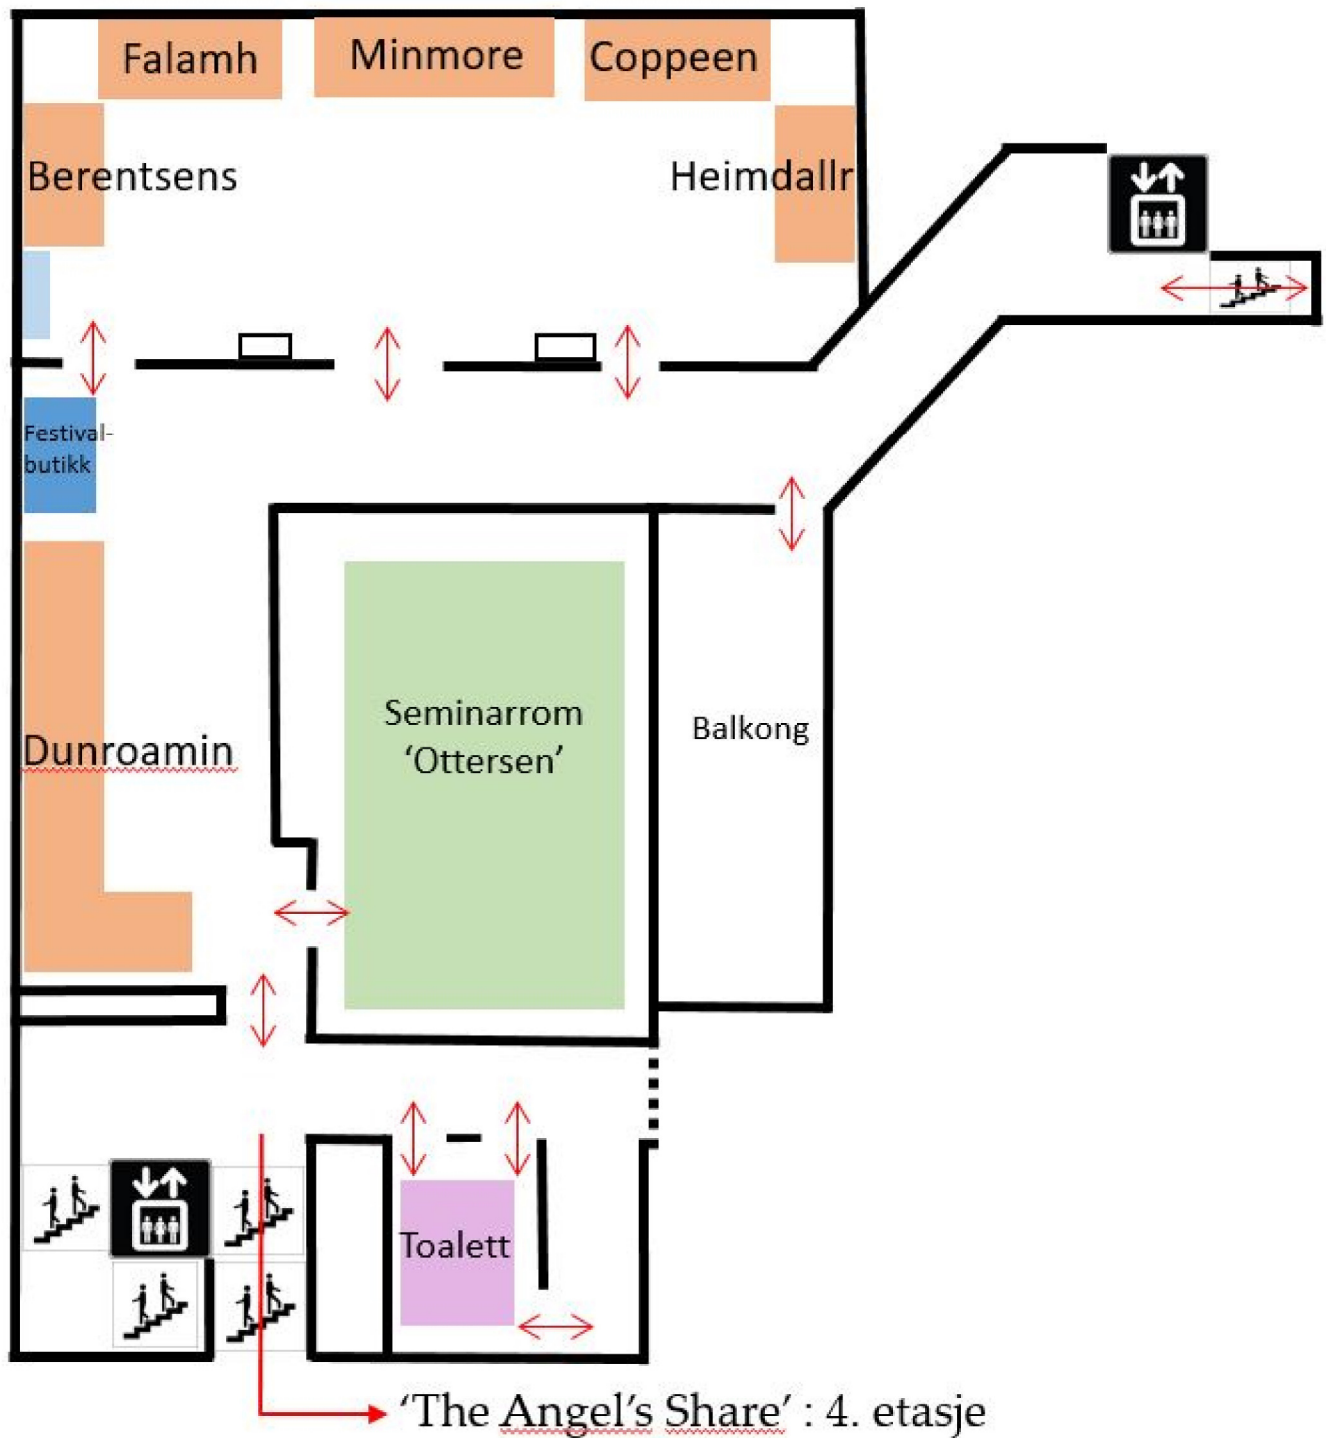 Falamh
Minmore
Coppeen
Berentsens
Heimdallr
Festival-
butikk
Dunroamin
Seminarrom
‘Ottersen’
Balkong
Toalett
‘The Angel’s Share’ : 4. etasje